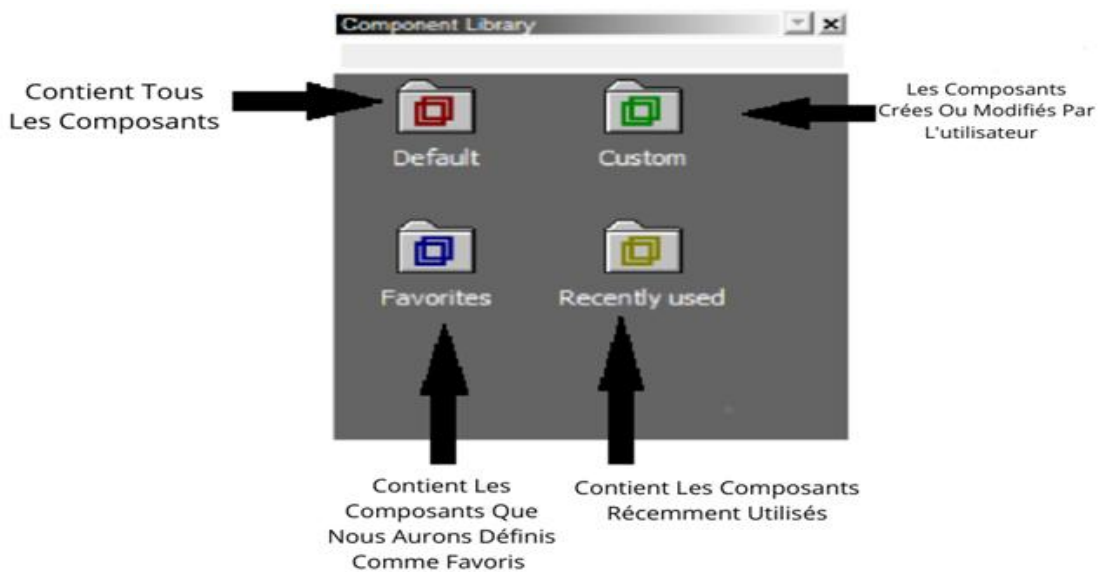 Component Library
Contient Tous
Les Composants
Les Composants
Crées Ou Modifiés Par
L'utilisateur
Default
Custom
Favorites
Recently used
Contient Les
Composants Que
Nous Aurons Définis
Comme Favoris
Contient Les Composants
Récemment Utilisés